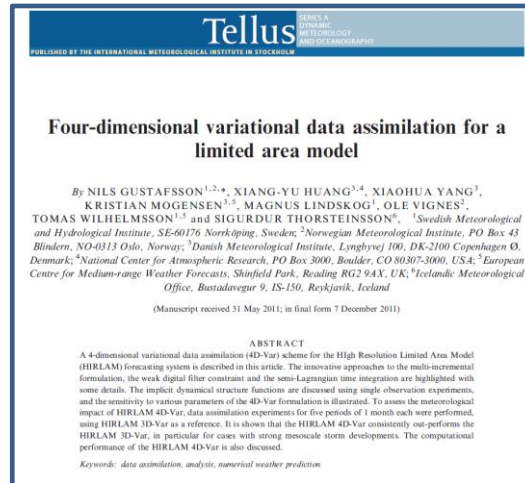 Tellus
SERIES A
DYNAMIC
METEOROLOGY
AND OCEANOGRAPHY
PUBLISHED BY THE INTERNATIONAL METEOROLOGICAL INSTITUTE IN STOCKHOLM
Four-dimensional variational data assimilation for a
limited area model
By NILS GUSTAFSSON1,2,*, XIANG-YU HUANG3,4, XIAOHUA YANG3,
KRISTIAN MOGENSEN3,5, MAGNUS LINDSKOG1, OLE VIGNES2,
TOMAS WILHELMSSON1,5 and SIGURDUR THORSTEINSSON6, 1Swedish Meteorological
and Hydrological Institute, SE-60176 Norrköping, Sweden; 2Norwegian Meteorological Institute, PO Box 43
Blindern, NO-0313 Oslo, Norway; 3Danish Meteorological Institute, Lyngbyvej 100, DK-2100 Copenhagen Ø,
Denmark; 4National Center for Atmospheric Research, PO Box 3000, Boulder, CO 80307-3000, USA; 5European
Centre for Medium-range Weather Forecasts, Shinfield Park, Reading RG2 9AX, UK; 6Icelandic Meteorological
Office, Bustadavegur 9, IS-150, Reykjavik, Iceland
(Manuscript received 31 May 2011; in final form 7 December 2011)
ABSTRACT
A 4-dimensional variational data assimilation (4D-Var) scheme for the HIgh Resolution Limited Area Model
(HIRLAM) forecasting system is described in this article. The innovative approaches to the multi-incremental
formulation, the weak digital filter constraint and the semi-Lagrangian time integration are highlighted with
some details. The implicit dynamical structure functions are discussed using single observation experiments,
and the sensitivity to various parameters of the 4D-Var formulation is illustrated. To assess the meteorological
impact of HIRLAM 4D-Var, data assimilation experiments for five periods of 1 month each were performed,
using HIRLAM 3D-Var as a reference. It is shown that the HIRLAM 4D-Var consistently out-performs the
HIRLAM 3D-Var, in particular for cases with strong mesoscale storm developments. The computational
performance of the HIRLAM 4D-Var is also discussed.
Keywords: data assimilation, analysis, numerical weather prediction